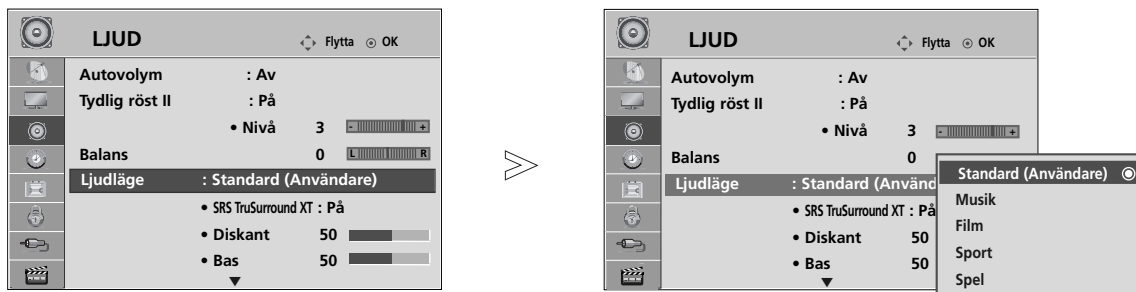 LJUD
Flytta OK
Autovolym : Av
Tydlig röst II : På
• Nivå 3 - +
Balans 0 L R
Ljudläge : Standard (Användare)
• SRS TruSurround XT : På
• Diskant 50
• Bas 50
LJUD
Flytta OK
Autovolym : Av
Tydlig röst II : På
• Nivå 3 - +
Balans 0
Ljudläge : Standard (Använd
• SRS TruSurround XT : På
• Diskant 50
• Bas 50
Standard (Användare)
Musik
Film
Sport
Spel